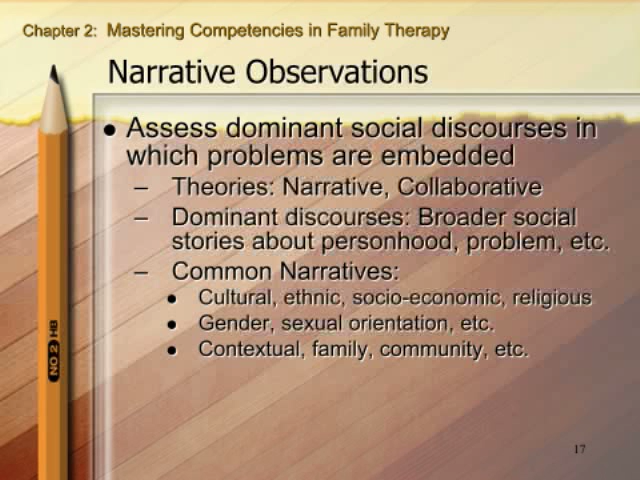 Chapter 2: Mastering Competencies in Family Therapy
Narrative Observations
● Assess dominant social discourses in
which problems are embedded
– Theories: Narrative, Collaborative
– Dominant discourses: Broader social
stories about personhood, problem, etc.
– Common Narratives:
● Cultural, ethnic, socio-economic, religious
● Gender, sexual orientation, etc.
● Contextual, family, community, etc.
NO 2 HB
17